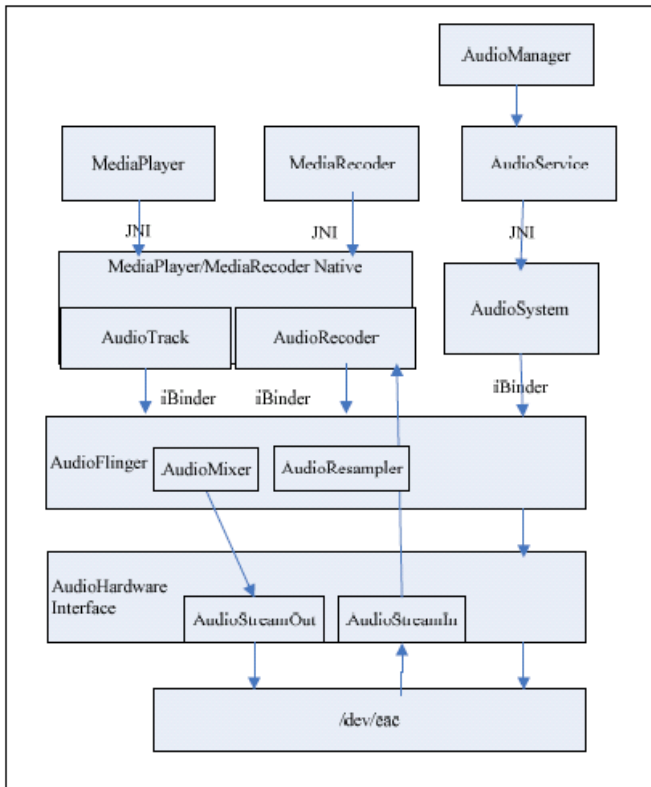 AudioManager
MediaPlayer
MediaRecoder
AudioService
JNI
JNI
JNI
MediaPlayer/MediaRecoder Native
AudioTrack
AudioRecoder
AudioSystem
iBinder
iBinder
iBinder
AudioFlinger
AudioMixer
AudioResampler
AudioHardware
Interface
AudioStreamOut
AudioStreamIn
/dev/eac